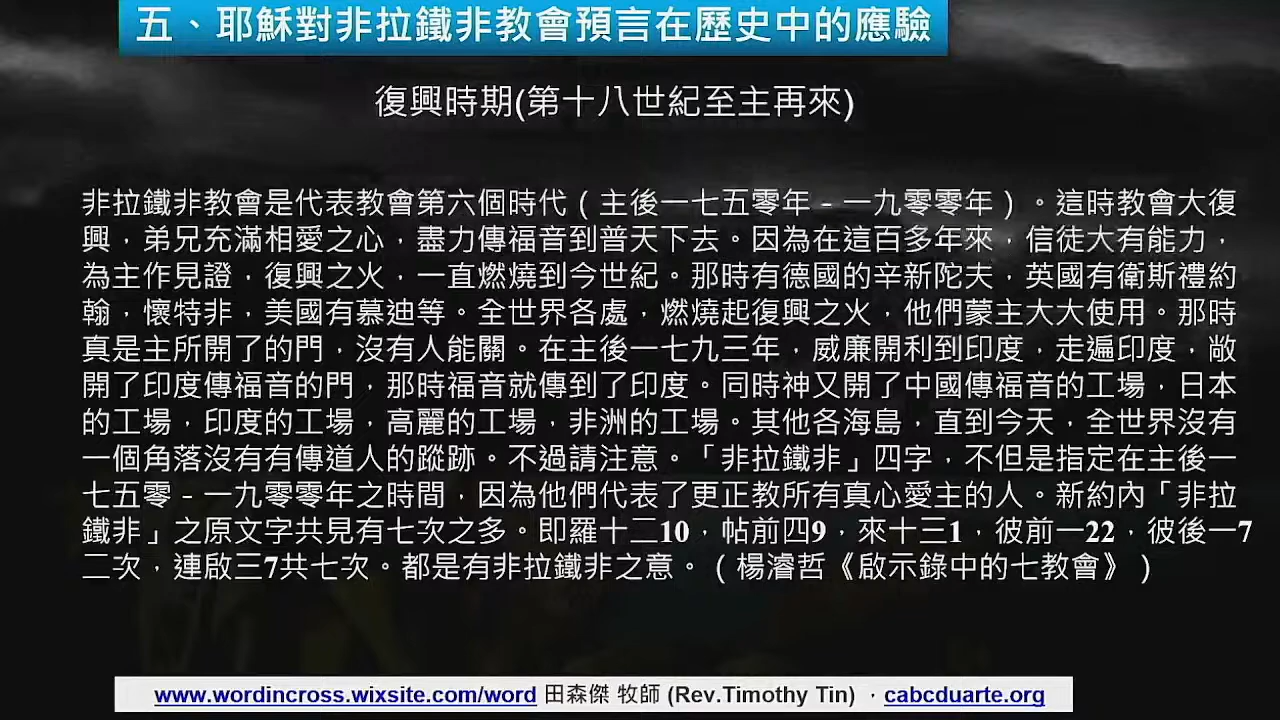 五、耶穌對非拉鐵非教會預言在歷史中的應驗
復興時期(第十八世紀至主再來)
非拉鐵非教會是代表教會第六個時代（主後一七五零年－一九零零年）。這時教會大復
興，弟兄充滿相愛之心，盡力傳福音到普天下去。因為在這百多年來，信徒大有能力，
為主作見證，復興之火，一直燃燒到今世紀。那時有德國的辛新陀夫，英國有衛斯禮約
翰，懷特非，美國有慕迪等。全世界各處，燃燒起復興之火，他們蒙主大大使用。那時
真是主所開了的門，沒有人能關。在主後一七九三年，威廉開利到印度，走遍印度，敞
開了印度傳福音的門，那時福音就傳到了印度。同時神又開了中國傳福音的工場，日本
的工場，印度的工場，高麗的工場，非洲的工場。其他各海島，直到今天，全世界沒有
一個角落沒有有傳道人的蹤跡。不過請注意。「非拉鐵非」四字，不但是指定在主後一
七五零－一九零零年之時間，因為他們代表了更正教所有真心愛主的人。新約內「非拉
鐵非」之原文字共見有七次之多。即羅十二10，帖前四9，來十三1，彼前一22，彼後一7
二次，連啟三7共七次。都是有非拉鐵非之意。（楊濬哲《啟示錄中的七教會》）
www.wordincross.wixsite.com/word 田森傑 牧師 (Rev.Timothy Tin) ，cabcduarte.org